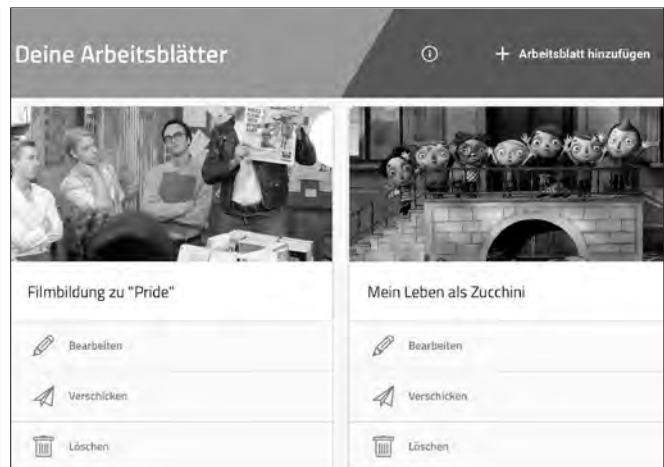 Deine Arbeitsblätter
Arbeitsblatt hinzufügen
Filmbildung zu "Pride"
Mein Leben als Zucchini
Bearbeiten
Bearbeiten
Verschicken
Verschicken
Löschen
Löschen